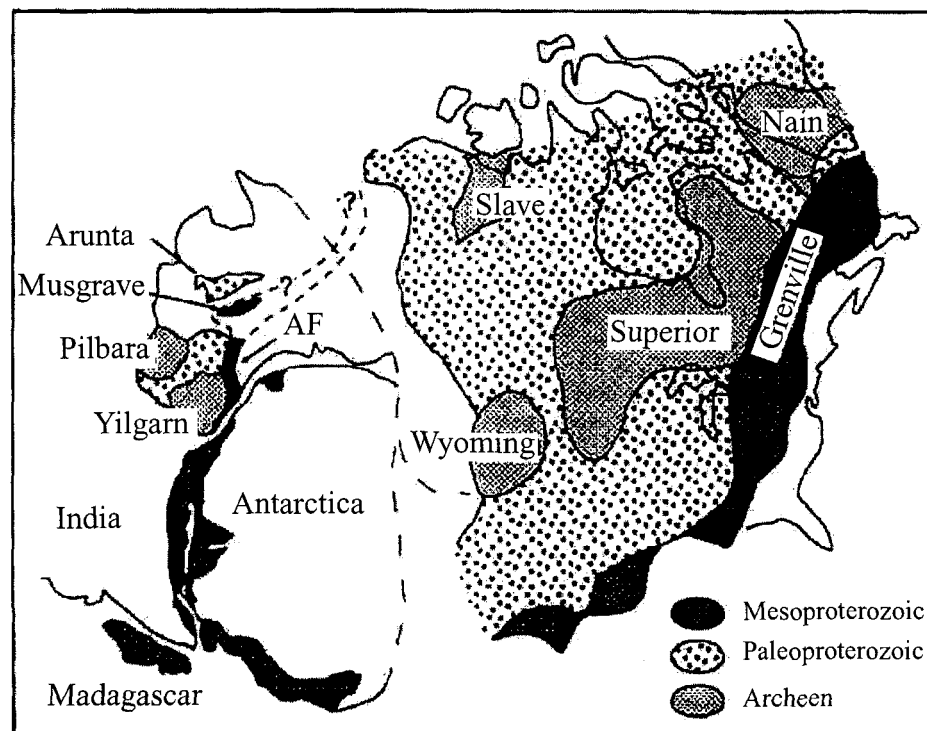 Nain
Slave
Arunta
Musgrave
?
?
AF
Pilbara
Superior
Grenville
Yilgarn
Wyoming
India
Antarctica
Madagascar
Mesoproterozoic
Paleoproterozoic
Archeen